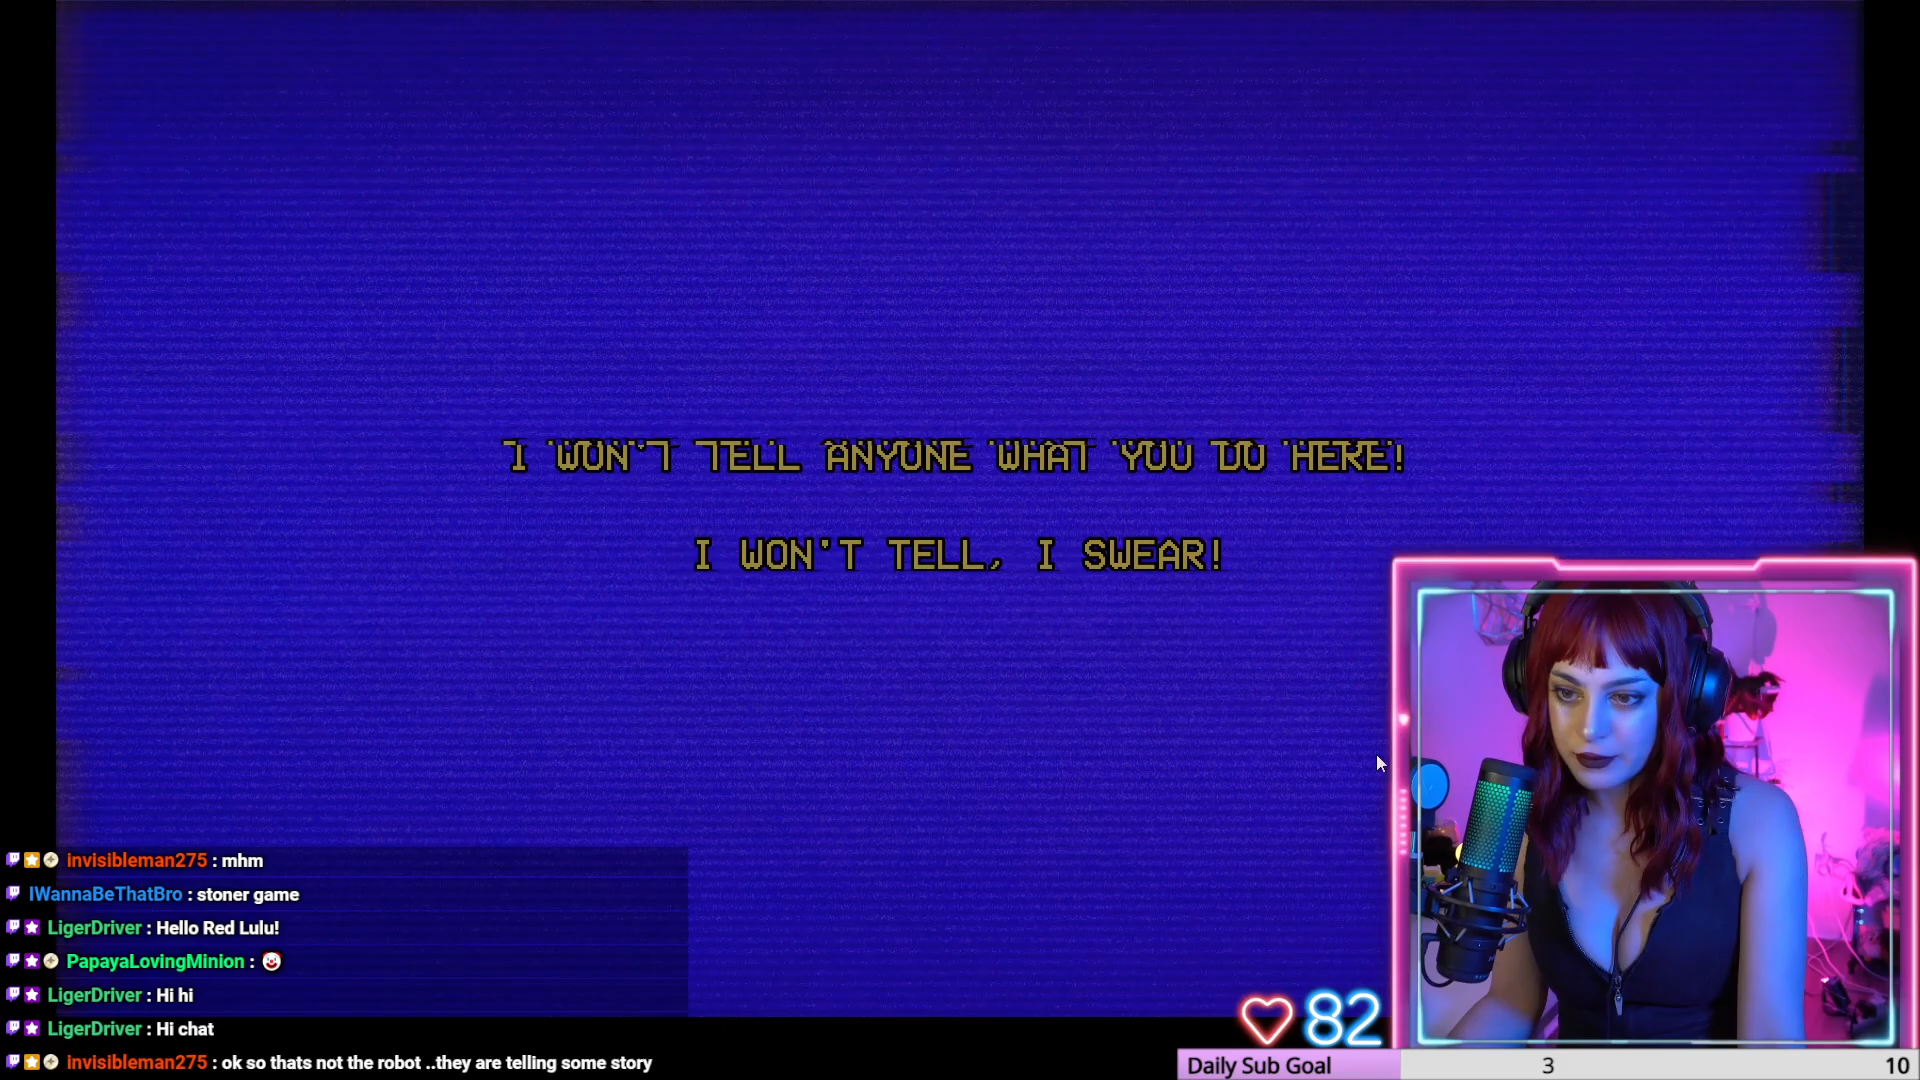 I WON'T TELL ANYONE WHAT YOU DO HERE!
I WON'T TELL, I SWEAR!
invisibleman275 : mhm
IWannaBeThatBro : stoner game
LigerDriver : Hello Red Lulu!
PapayaLovingMinion : 🤡
LigerDriver : Hi hi
LigerDriver : Hi chat
invisibleman275 : ok so thats not the robot ..they are telling some story
82
Daily Sub Goal 3 10